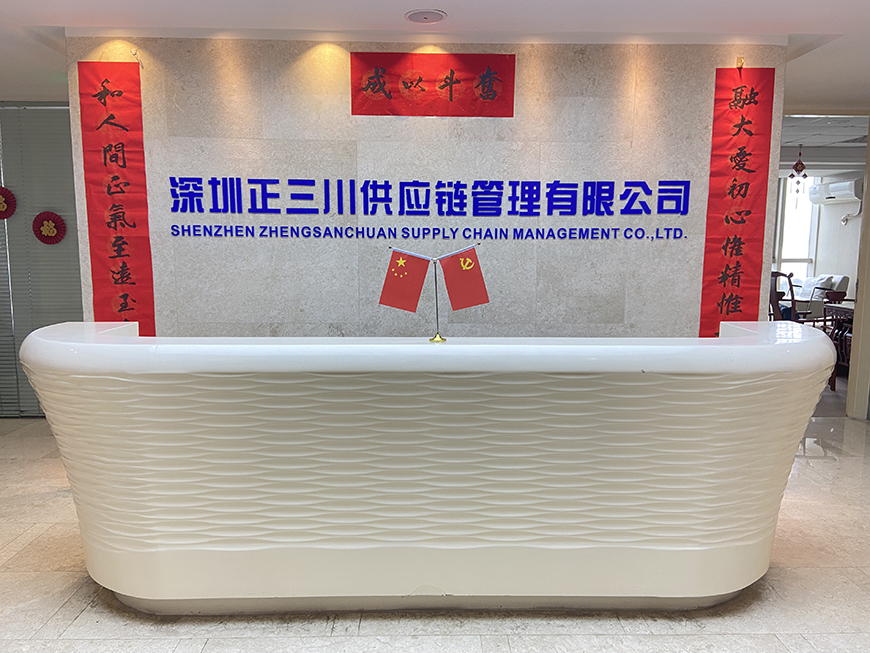 奮斗以成
融大愛初心惟精惟
和人間正氣至遠
深圳正三川供应链管理有限公司
SHENZHEN ZHENGSANCHUAN SUPPLY CHAIN MANAGEMENT CO.,LTD.
福